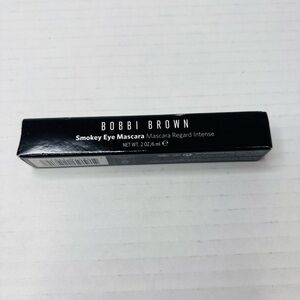 BOBBI BROWN
Smokey Eye Mascara Mascara Regard Intense
NET WT. 2 OZ./6 ml ℮